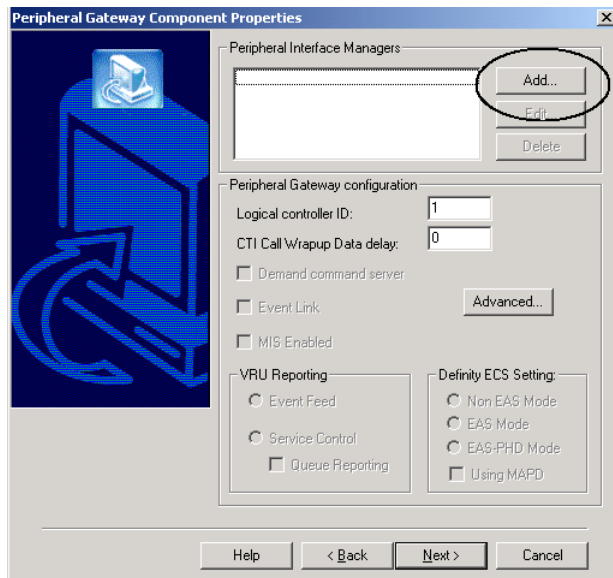 Peripheral Gateway Component Properties
Peripheral Interface Managers
Add...
Edit...
Delete
Peripheral Gateway configuration
Logical controller ID: 1
CTI Call Wrapup Data delay: 0
Demand command server
Event Link
Advanced...
MIS Enabled
VRU Reporting
Event Feed
Service Control
Queue Reporting
Definity ECS Setting:
Non EAS Mode
EAS Mode
EAS-PHD Mode
Using MAPD
Help
< Back
Next >
Cancel